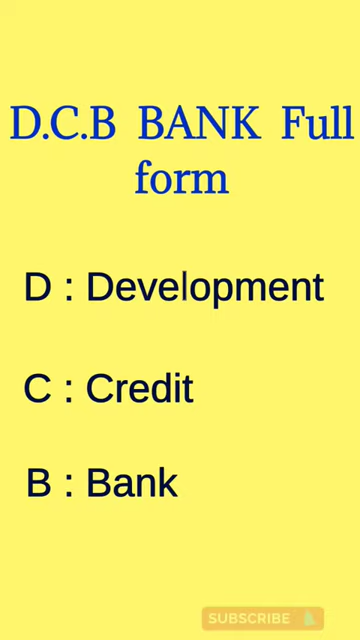 D.C.B BANK Full
form
D : Development
C : Credit
B : Bank
SUBSCRIBE